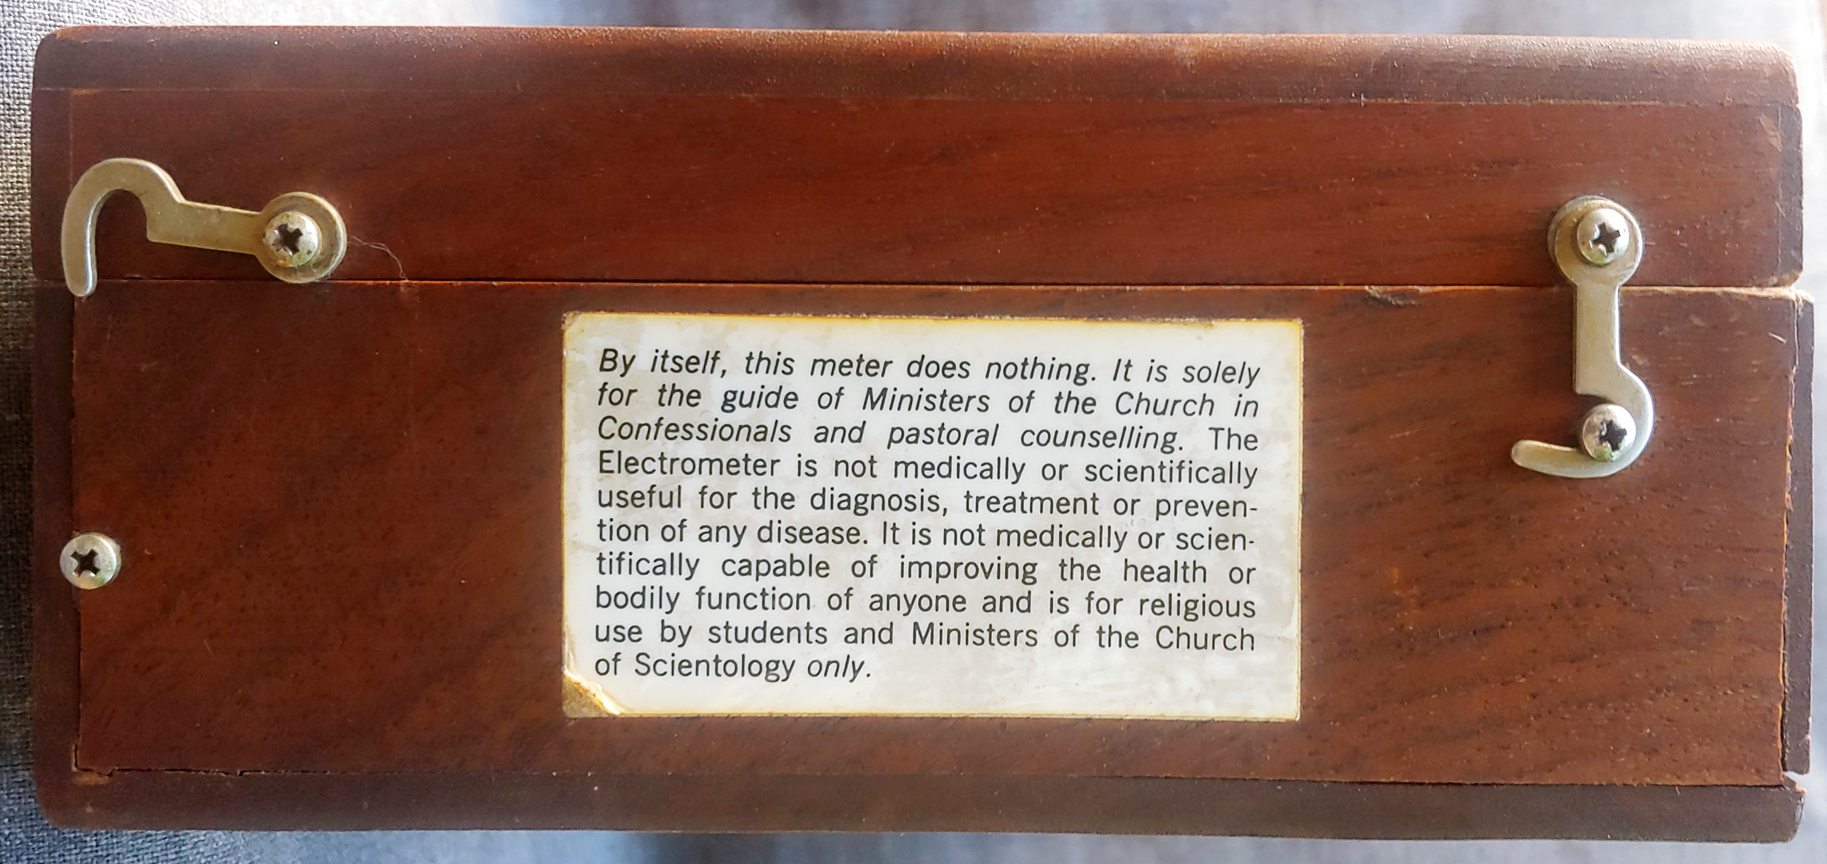 By itself, this meter does nothing. It is solely
for the guide of Ministers of the Church in
Confessionals and pastoral counselling. The
Electrometer is not medically or scientifically
useful for the diagnosis, treatment or preven-
tion of any disease. It is not medically or scien-
tifically capable of improving the health or
bodily function of anyone and is for religious
use by students and Ministers of the Church
of Scientology only.